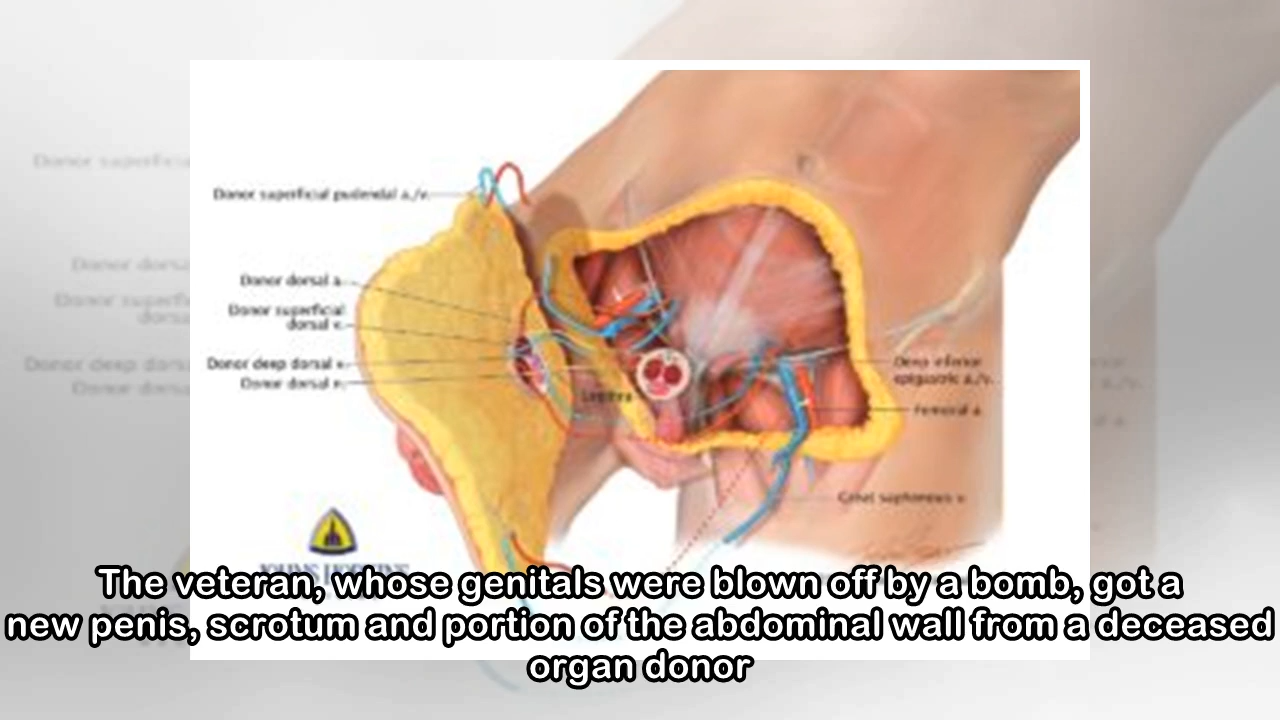 Donor superficial pudendal a./v.
Donor dorsal a.
Donor superficial
dorsal v.
Donor deep dorsal v.
Donor dorsal n.
Urethra
Deep inferior
epigastric a./v.
Femoral a.
Great saphenous v.
The veteran, whose genitals were blown off by a bomb, got a
new penis, scrotum and portion of the abdominal wall from a deceased
organ donor